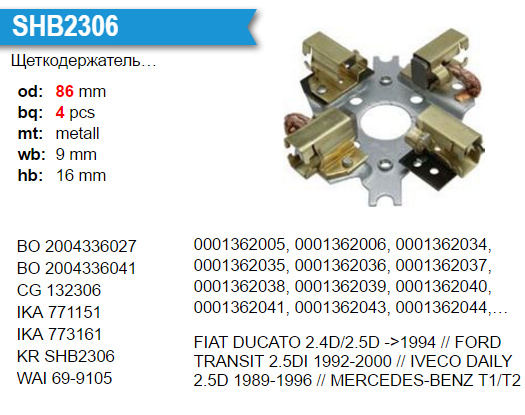 SHB2306
Щеткодержатель…
od: 86 mm
bq: 4 pcs
mt: metall
wb: 9 mm
hb: 16 mm
BO 2004336027
BO 2004336041
CG 132306
IKA 771151
IKA 773161
KR SHB2306
WAI 69-9105
0001362005, 0001362006, 0001362034,
0001362035, 0001362036, 0001362037,
0001362038, 0001362039, 0001362040,
0001362041, 0001362043, 0001362044,…
FIAT DUCATO 2.4D/2.5D ->1994 // FORD
TRANSIT 2.5DI 1992-2000 // IVECO DAILY
2.5D 1989-1996 // MERCEDES-BENZ T1/T2